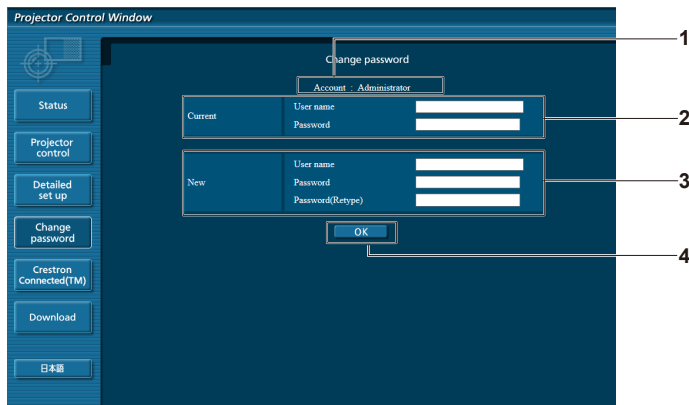 Projector Control Window
1
Change password
Account : Administrator
Status
Current
User name
Password
2
Projector
control
New
User name
Password
Password(Retype)
3
Detailed
set up
Change
password
OK
4
Crestron
Connected(TM)
Download
日本語